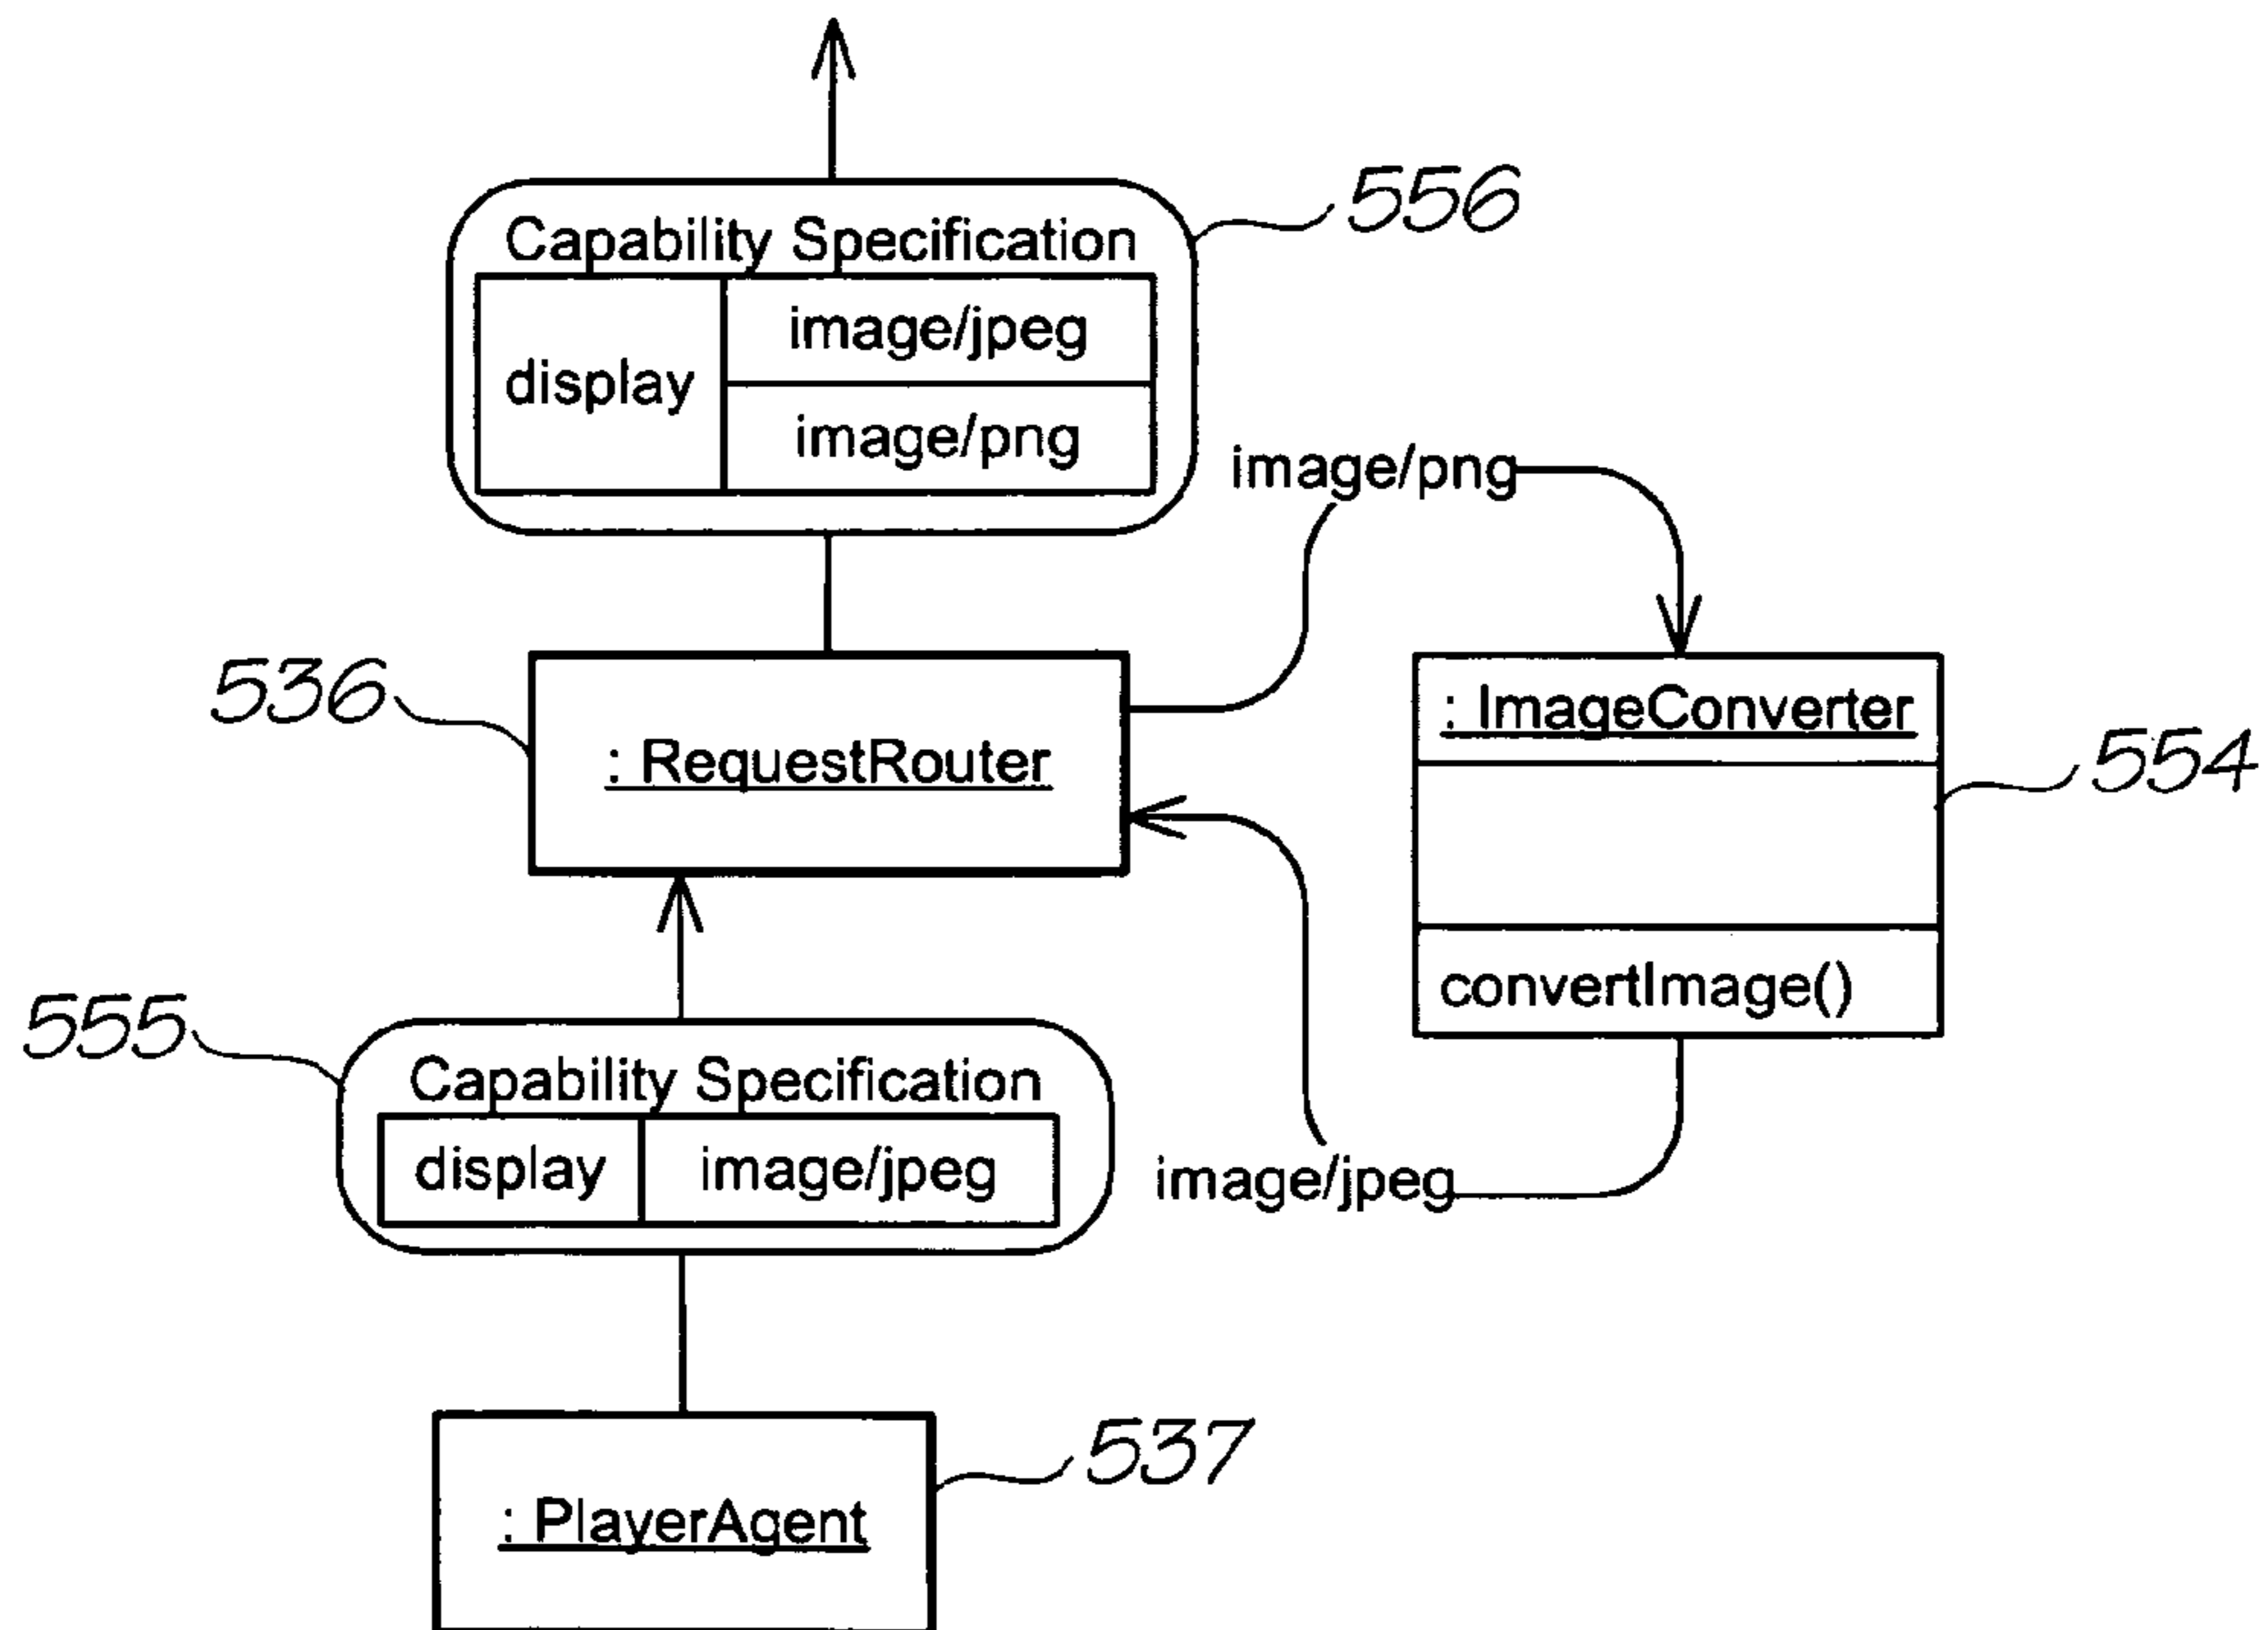 556
Capability Specification
display
image/jpeg
image/png
image/png
536
: RequestRouter
: ImageConverter
554
convertImage()
555
Capability Specification
display image/jpeg
image/jpeg
537
: PlayerAgent